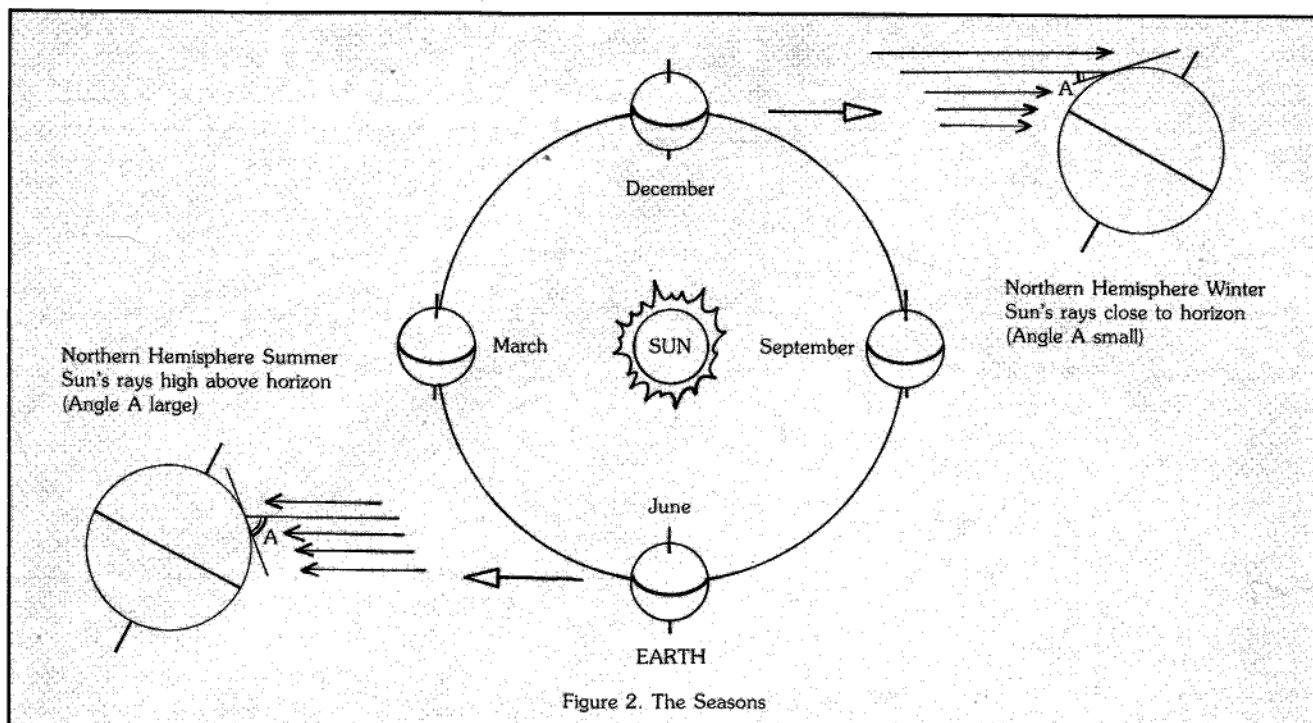 A
December
Northern Hemisphere Winter
Sun's rays close to horizon
(Angle A small)
March
SUN
September
Northern Hemisphere Summer
Sun's rays high above horizon
(Angle A large)
A
June
EARTH
Figure 2. The Seasons